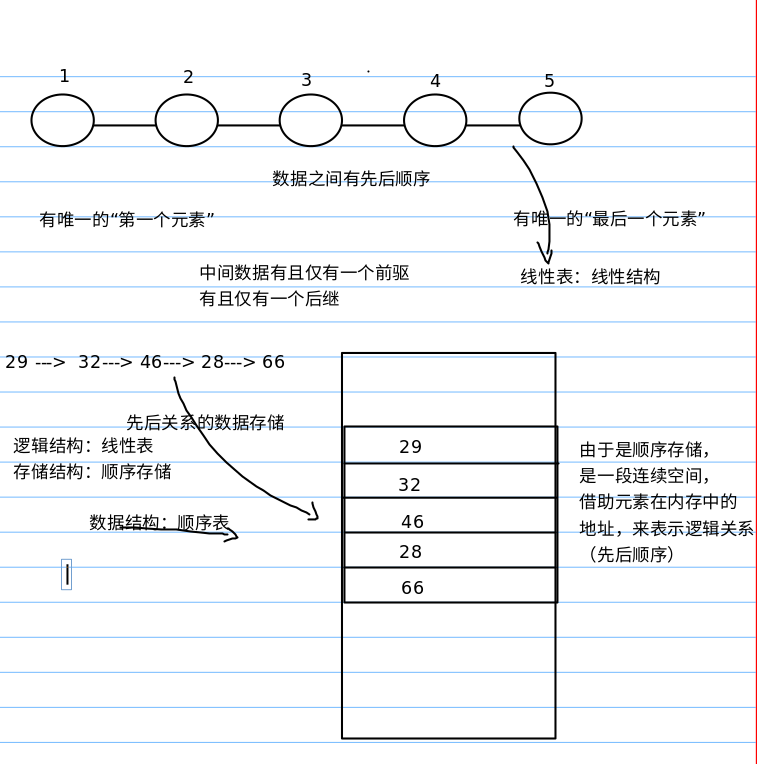 1 2 3 4 5
数据之间有先后顺序
有唯一的“第一个元素”
有唯一的“最后一个元素”
中间数据有且仅有一个前驱
有且仅有一个后继
线性表：线性结构
29 ---> 32---> 46---> 28---> 66
先后关系的数据存储
逻辑结构：线性表
存储结构：顺序存储
数据结构：顺序表
29
32
46
28
66
由于是顺序存储，
是一段连续空间，
借助元素在内存中的
地址，来表示逻辑关系
（先后顺序）